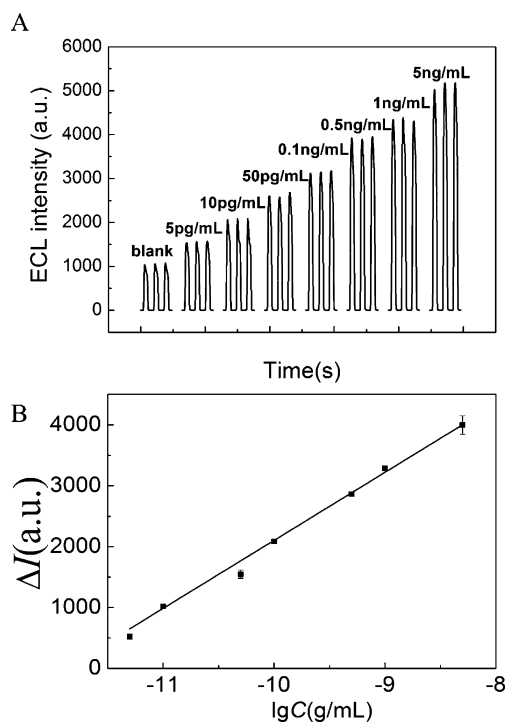 A
ECL intensity (a.u.)
6000
5000
4000
3000
2000
1000
0
blank
5pg/mL
10pg/mL
50pg/mL
0.1ng/mL
0.5ng/mL
1ng/mL
5ng/mL
Time(s)
B
ΔI(a.u.)
4000
3000
2000
1000
0
-11
-10
-9
-8
lgC(g/mL)